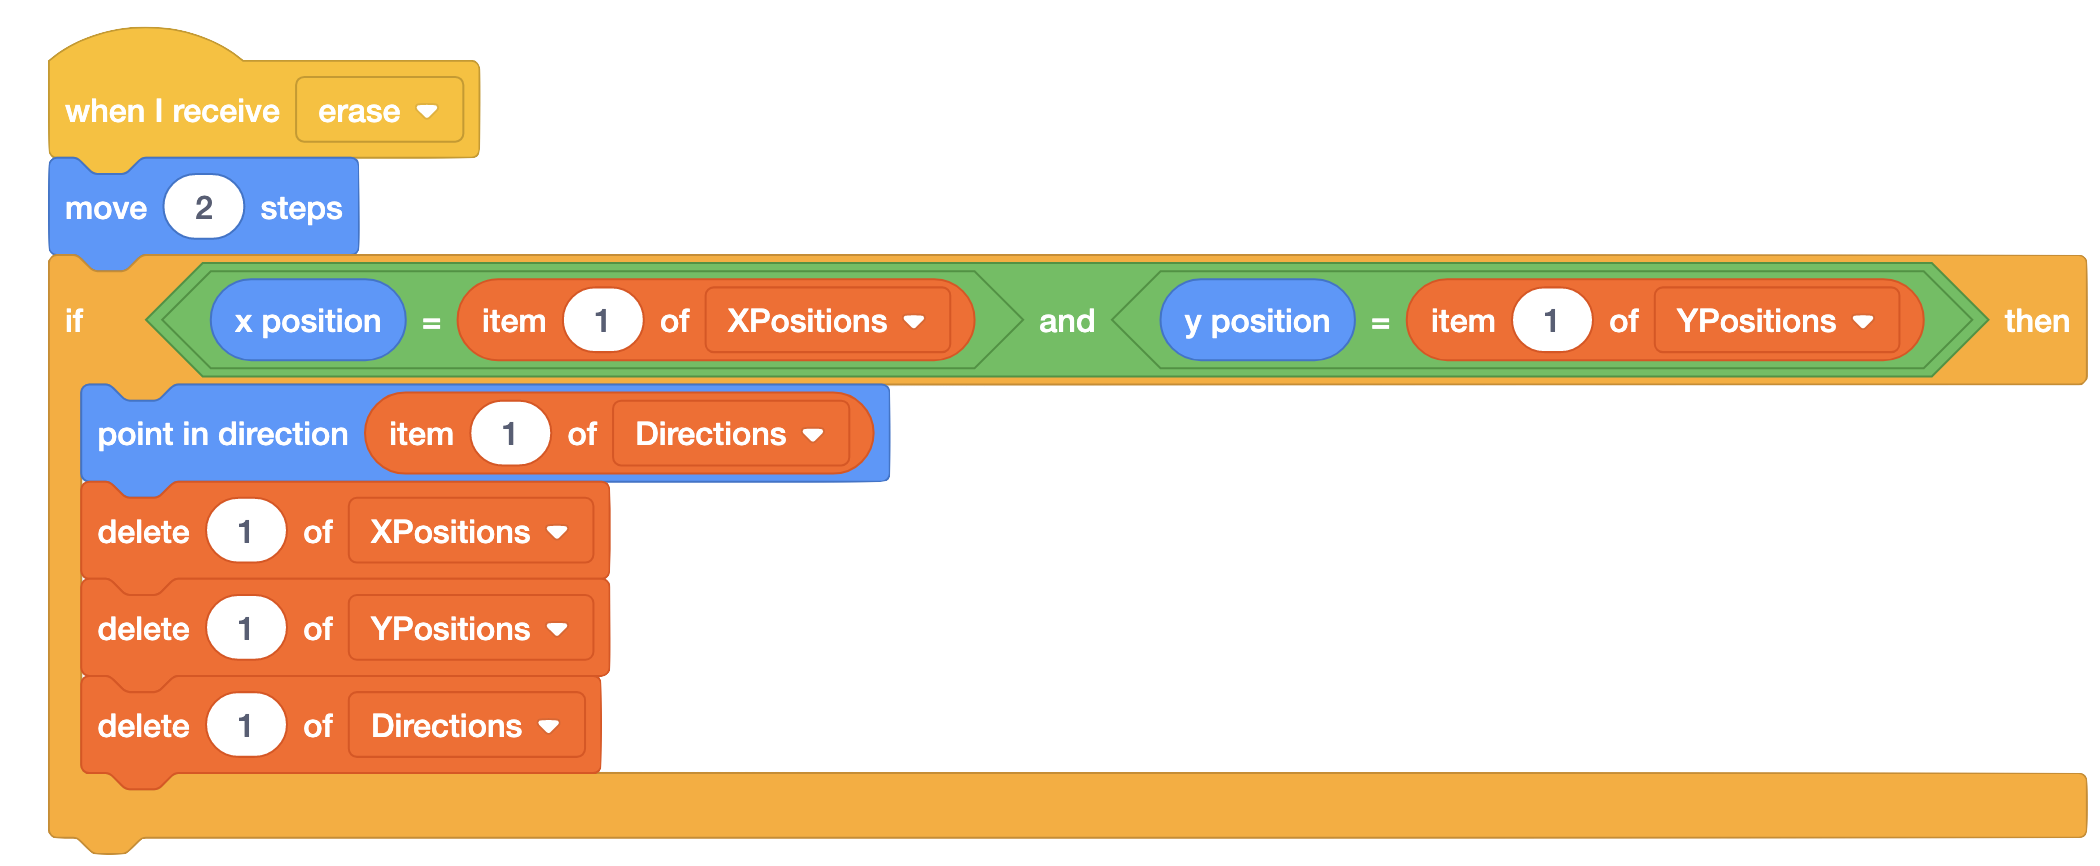 when I receive erase
move 2 steps
if x position = item 1 of XPositions and y position = item 1 of YPositions then
point in direction item 1 of Directions
delete 1 of XPositions
delete 1 of YPositions
delete 1 of Directions